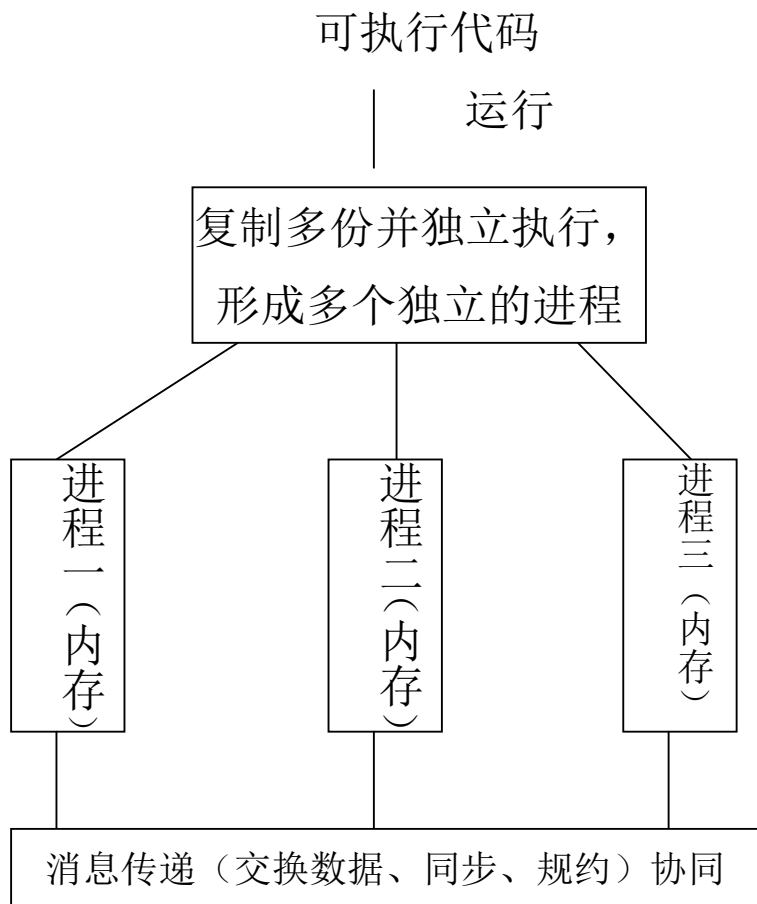 可执行代码
运行
复制多份并独立执行，
形成多个独立的进程
进程一（内存）
进程二（内存）
进程三（内存）
消息传递（交换数据、同步、规约）协同